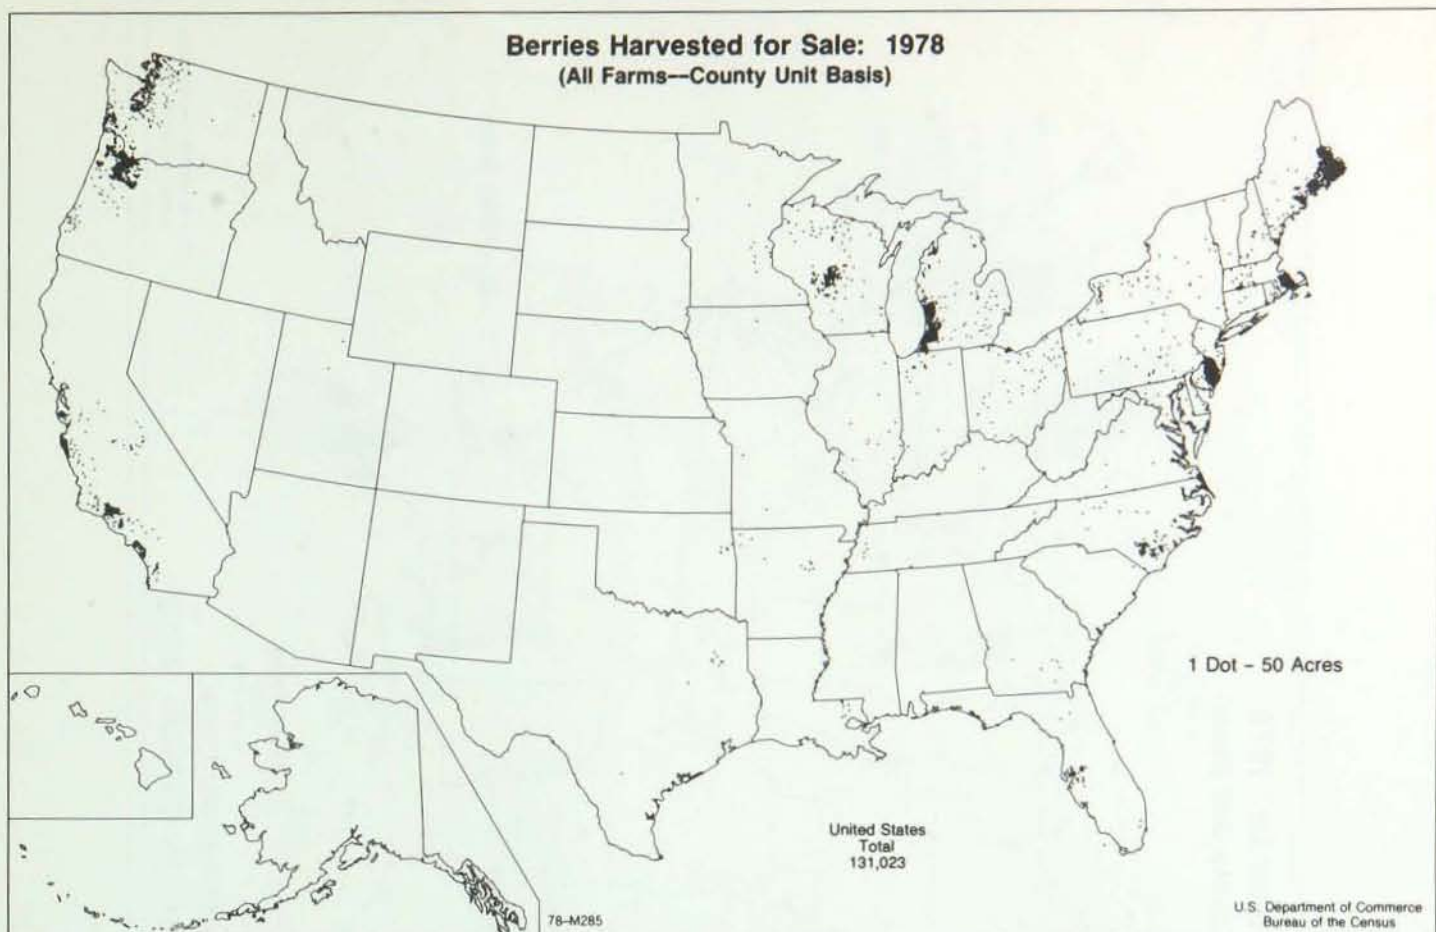 Berries Harvested for Sale: 1978
(All Farms--County Unit Basis)
1 Dot - 50 Acres
United States
Total
131,023
78-M285
U.S. Department of Commerce
Bureau of the Census